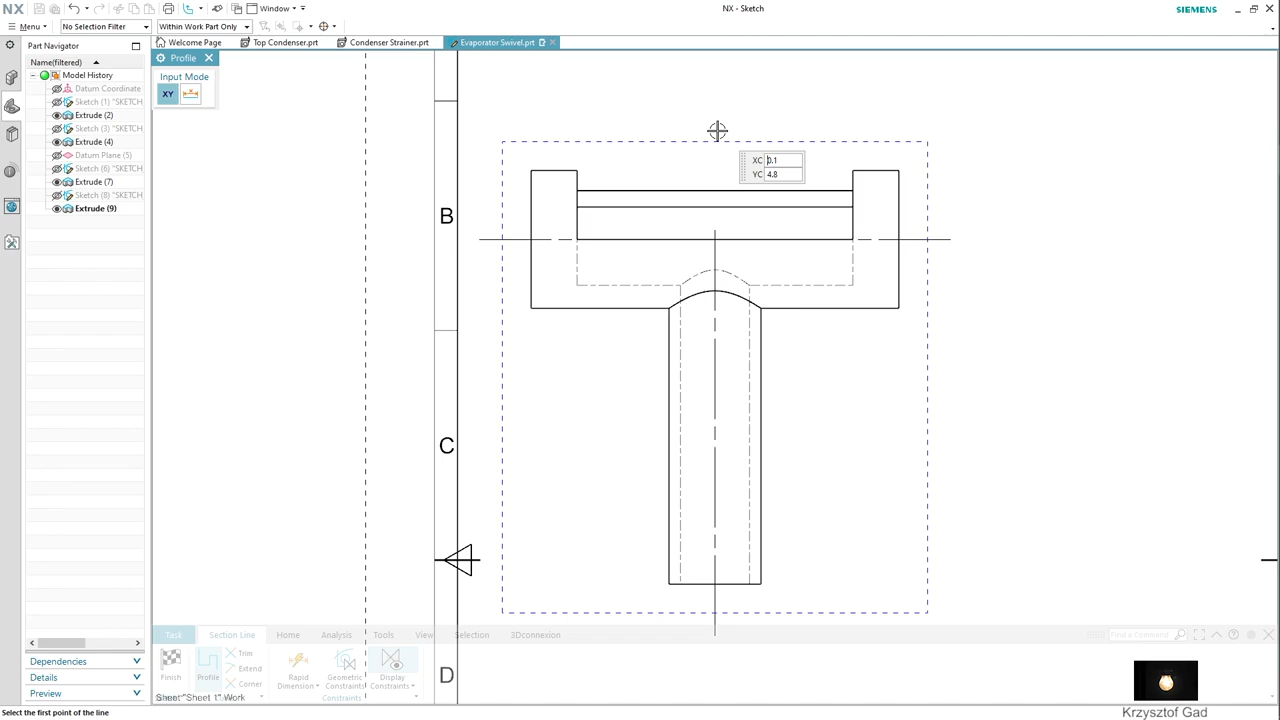 NX
Window
NX - Sketch
SIEMENS
Menu
No Selection Filter
Within Work Part Only
Part Navigator
Welcome Page
Top Condenser.prt
Condenser Strainer.prt
Evaporator Swivel.prt
Name(filtered)
Model History
Datum Coordinate
Sketch (1) "SKETCH
Extrude (2)
Sketch (3) "SKETCH
Extrude (4)
Datum Plane (5)
Sketch (6) "SKETCH
Extrude (7)
Sketch (8) "SKETCH
Extrude (9)
Profile
Input Mode
XY
XC 0.1
YC 4.8
B
C
D
Task
Section Line
Home
Analysis
Tools
View
Selection
3Dconnexion
Find a Command
Finish
Profile
Trim
Extend
Corner
Rapid
Dimension
Geometric
Constraints
Display
Constraints
Constraints
Sheet "Sheet 1" Work
Dependencies
Details
Preview
Select the first point of the line
Krzysztof Gad